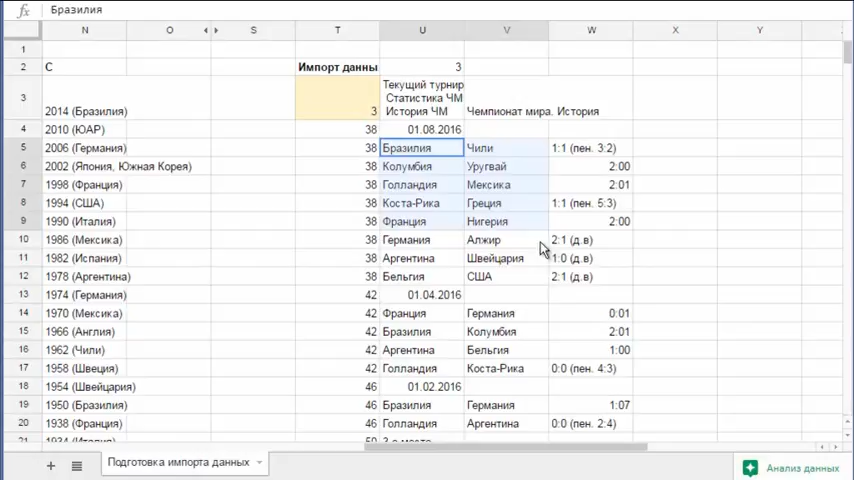 fx Бразилия
N O S T U V W X Y
1
2 С Импорт данны 3
Текущий турнир
Статистика ЧМ
3 2014 (Бразилия) 3 История ЧМ Чемпионат мира. История
4 2010 (ЮАР) 38 01.08.2016
5 2006 (Германия) 38 Бразилия Чили 1:1 (пен. 3:2)
6 2002 (Япония, Южная Корея) 38 Колумбия Уругвай 2:00
7 1998 (Франция) 38 Голландия Мексика 2:01
8 1994 (США) 38 Коста-Рика Греция 1:1 (пен. 5:3)
9 1990 (Италия) 38 Франция Нигерия 2:00
10 1986 (Мексика) 38 Германия Алжир 2:1 (д.в)
11 1982 (Испания) 38 Аргентина Швейцария 1:0 (д.в)
12 1978 (Аргентина) 38 Бельгия США 2:1 (д.в)
13 1974 (Германия) 42 01.04.2016
14 1970 (Мексика) 42 Франция Германия 0:01
15 1966 (Англия) 42 Бразилия Колумбия 2:01
16 1962 (Чили) 42 Аргентина Бельгия 1:00
17 1958 (Швеция) 42 Голландия Коста-Рика 0:0 (пен. 4:3)
18 1954 (Швейцария) 46 01.02.2016
19 1950 (Бразилия) 46 Бразилия Германия 1:07
20 1938 (Франция) 46 Голландия Аргентина 0:0 (пен. 2:4)
21 1934 (Италия) 50 3-е место
Подготовка импорта данных
Анализ данных